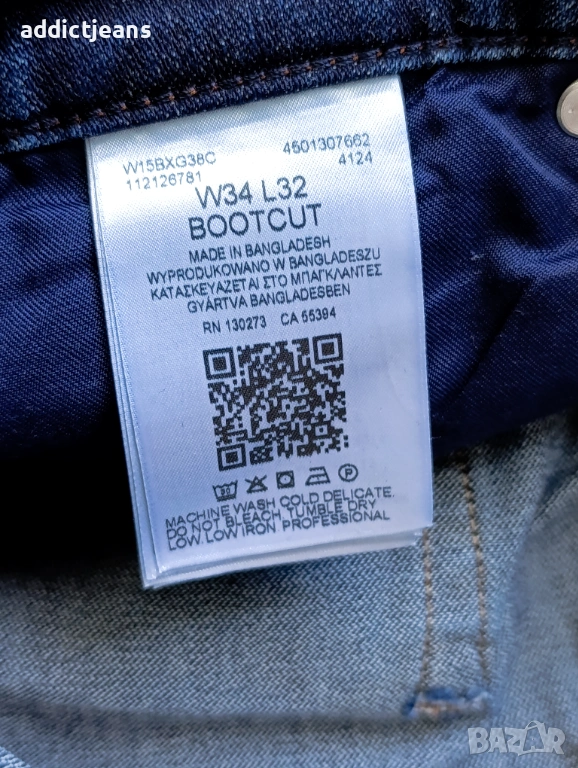 addictjeans
W15BXG38C 4501307662
112126781 4124
W34 L32
BOOTCUT
MADE IN BANGLADESH
WYPRODUKOWANO W BANGLADESZU
ΚΑΤΑΣΚΕΥΑΖΕΤΑΙ ΣΤΟ ΜΠΑΓΚΛΑΝΤΕΣ
GYÁRTVA BANGLADESBEN
RN 130273 CA 55394
MACHINE WASH COLD DELICATE.
DO NOT BLEACH. TUMBLE DRY
LOW. LOW IRON PROFESSIONAL
BAZAR